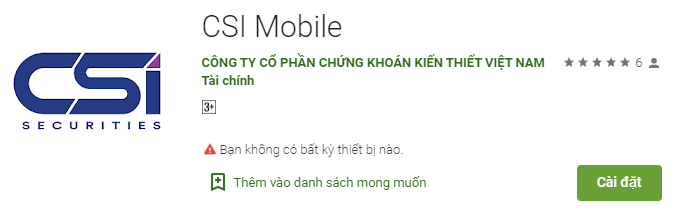 CSI Mobile
CSI
SECURITIES
CÔNG TY CỔ PHẦN CHỨNG KHOÁN KIẾN THIẾT VIỆT NAM
6
Tài chính
3+
Bạn không có bất kỳ thiết bị nào.
Thêm vào danh sách mong muốn
Cài đặt